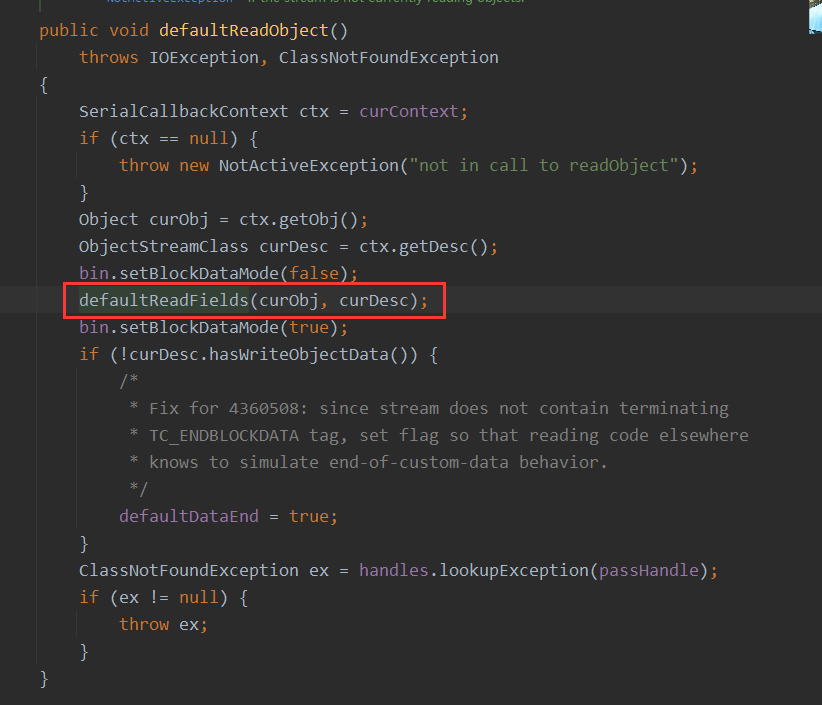 NotActiveException – if the stream is not currently reading objects.
public void defaultReadObject()
throws IOException, ClassNotFoundException
{
SerialCallbackContext ctx = curContext;
if (ctx == null) {
throw new NotActiveException("not in call to readObject");
}
Object curObj = ctx.getObj();
ObjectStreamClass curDesc = ctx.getDesc();
bin.setBlockDataMode(false);
defaultReadFields(curObj, curDesc);
bin.setBlockDataMode(true);
if (!curDesc.hasWriteObjectData()) {
/*
* Fix for 4360508: since stream does not contain terminating
* TC_ENDBLOCKDATA tag, set flag so that reading code elsewhere
* knows to simulate end-of-custom-data behavior.
*/
defaultDataEnd = true;
}
ClassNotFoundException ex = handles.lookupException(passHandle);
if (ex != null) {
throw ex;
}
}